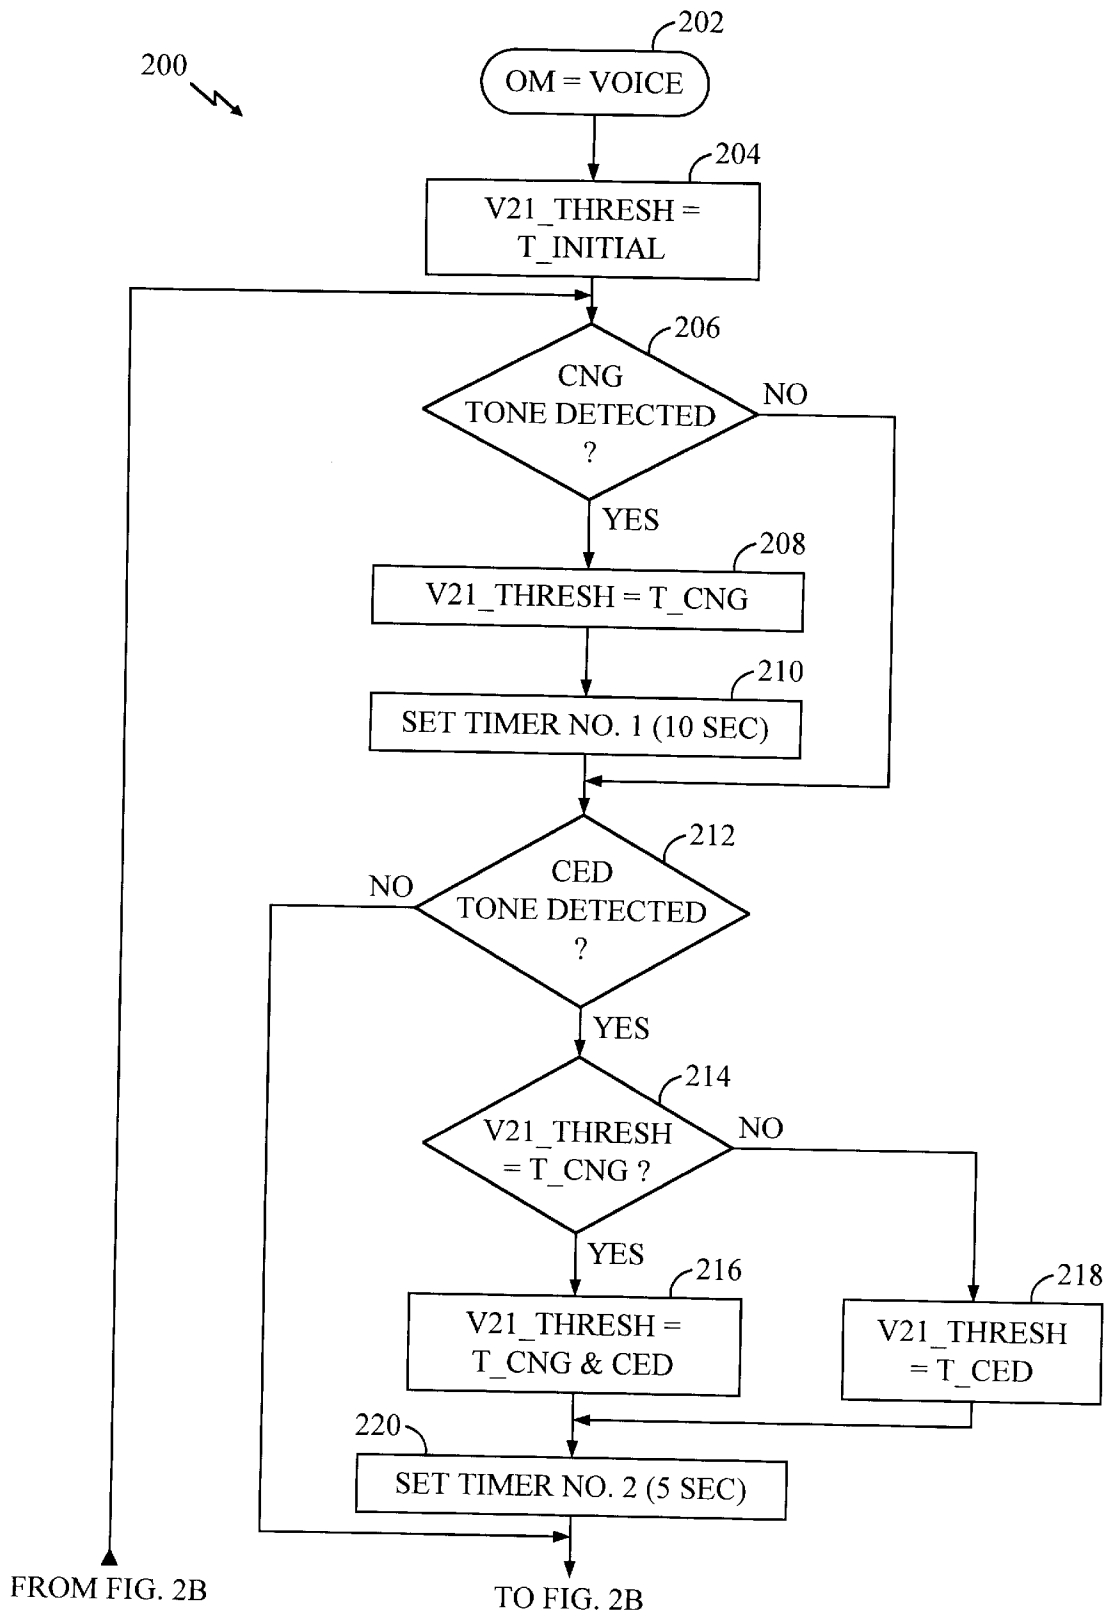 202
200
OM = VOICE
204
V21_THRESH =
T_INITIAL
206
CNG
TONE DETECTED
?
NO
YES
208
V21_THRESH = T_CNG
210
SET TIMER NO. 1 (10 SEC)
212
CED
TONE DETECTED
?
NO
YES
214
V21_THRESH
= T_CNG ?
NO
YES
216
V21_THRESH =
T_CNG & CED
218
V21_THRESH
= T_CED
220
SET TIMER NO. 2 (5 SEC)
FROM FIG. 2B
TO FIG. 2B